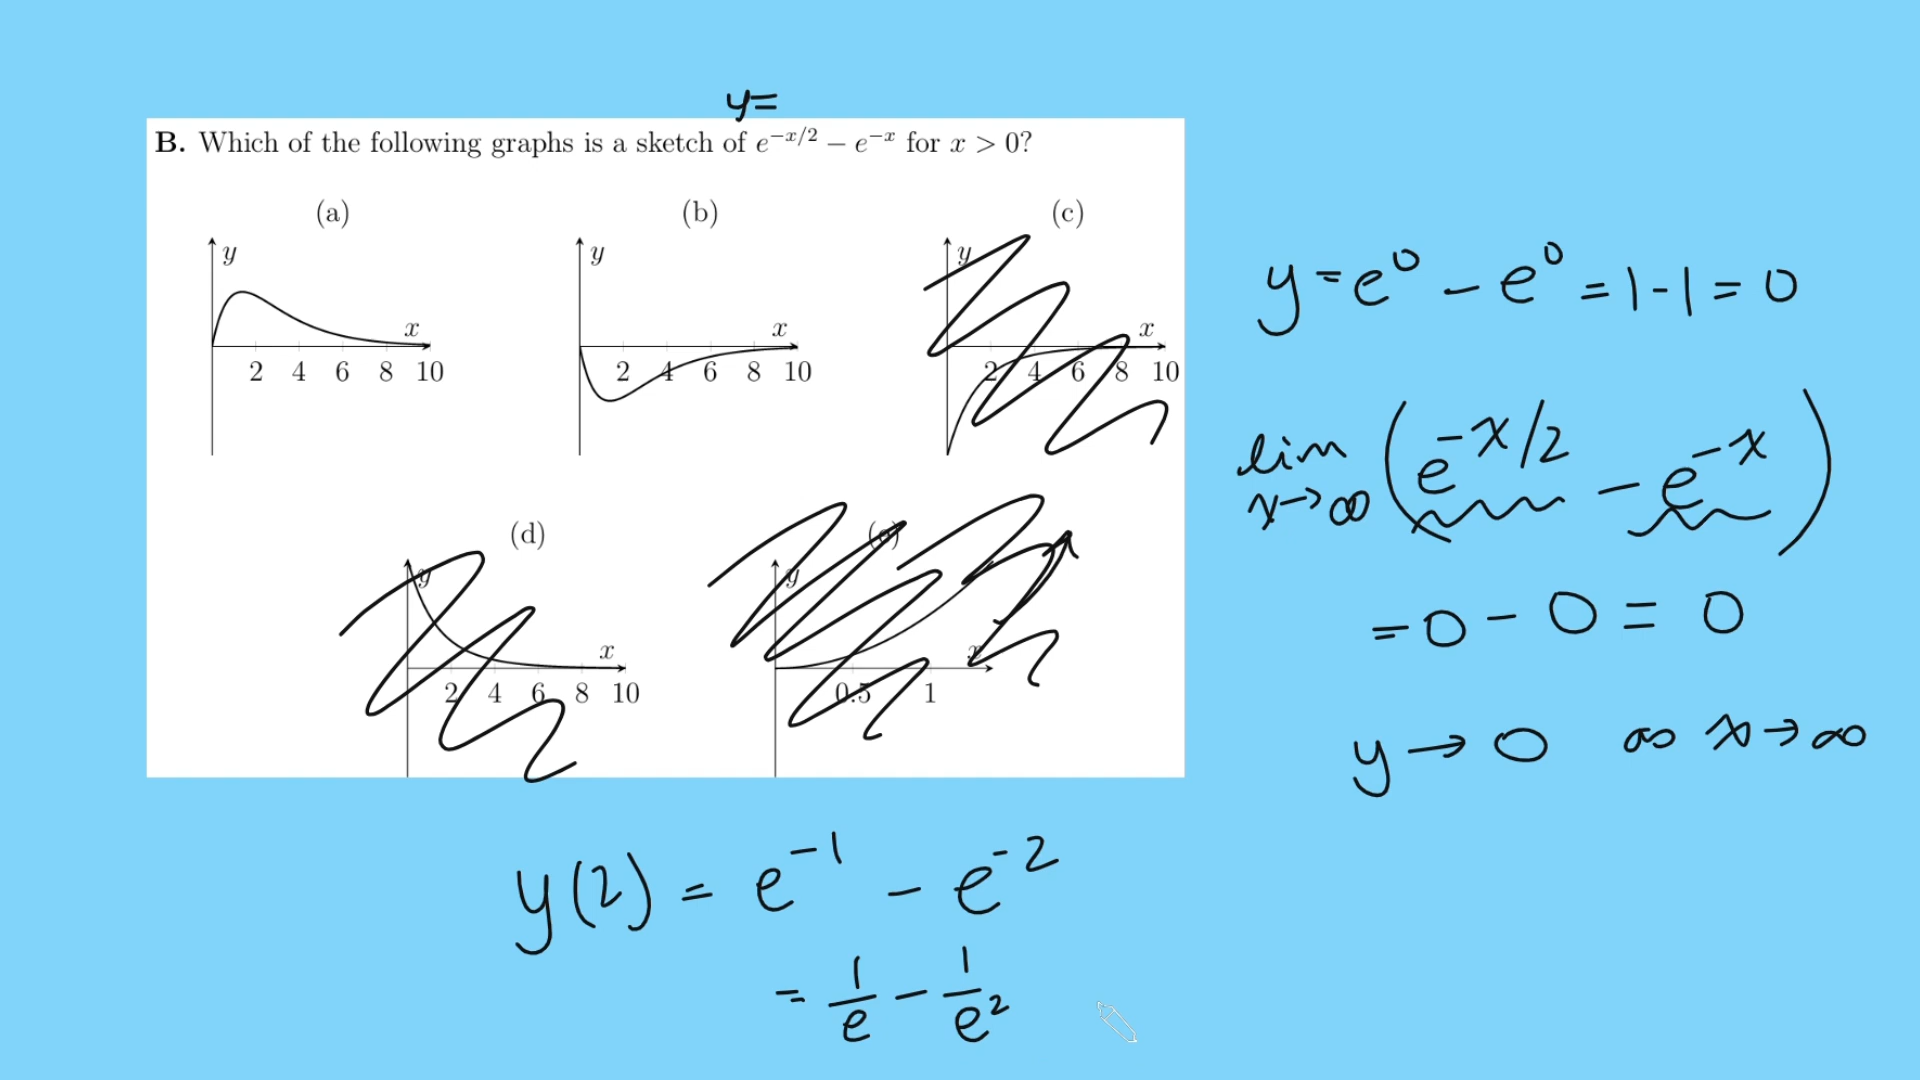 y=
B. Which of the following graphs is a sketch of e^{-x/2} − e^{-x} for x > 0?
(a) (b) (c)
y y y
x x x
2 4 6 8 10 2 4 6 8 10 2 4 6 8 10
(d) (e)
y y
x x
2 4 6 8 10 0.5 1
y = e^0 - e^0 = 1 - 1 = 0
lim x→∞ (e^{-x/2} - e^{-x})
= 0 - 0 = 0
y → 0 as x → ∞
y(2) = e^{-1} - e^{-2}
= 1/e - 1/e^2